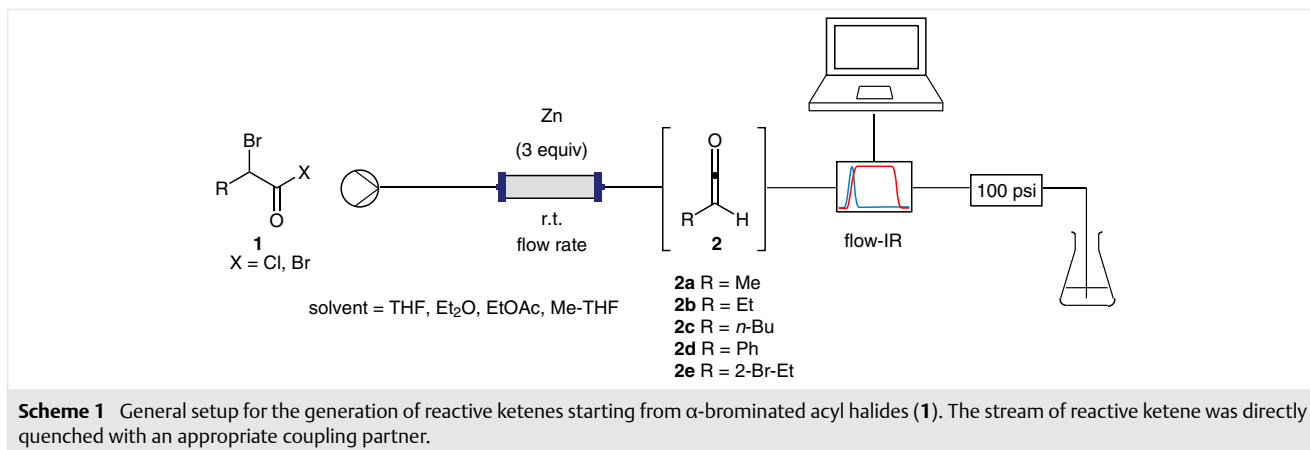 Br
R
X
O
1
X = Cl, Br
Zn
(3 equiv)
r.t.
flow rate
solvent = THF, Et₂O, EtOAc, Me-THF
O
R
H
2
2a R = Me
2b R = Et
2c R = n-Bu
2d R = Ph
2e R = 2-Br-Et
flow-IR
100 psi
Scheme 1 General setup for the generation of reactive ketenes starting from α-brominated acyl halides (1). The stream of reactive ketene was directly
quenched with an appropriate coupling partner.